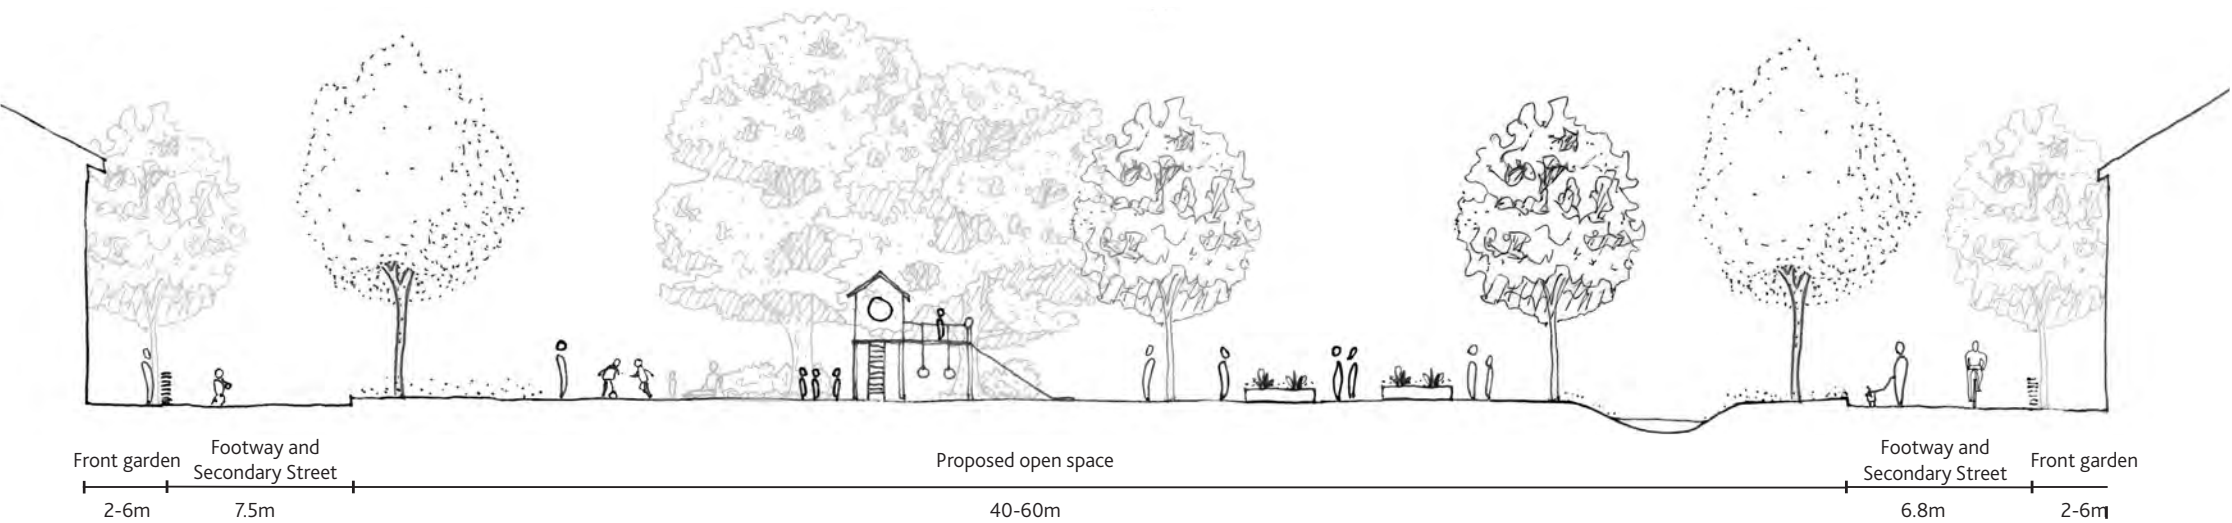 Front garden
Footway and
Secondary Street
Proposed open space
Footway and
Secondary Street
Front garden
2-6m
7.5m
40-60m
6.8m
2-6m